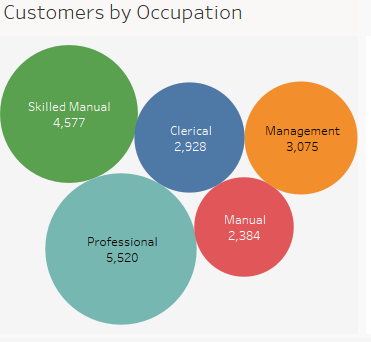 Customers by Occupation
Skilled Manual
4,577
Clerical
2,928
Management
3,075
Professional
5,520
Manual
2,384